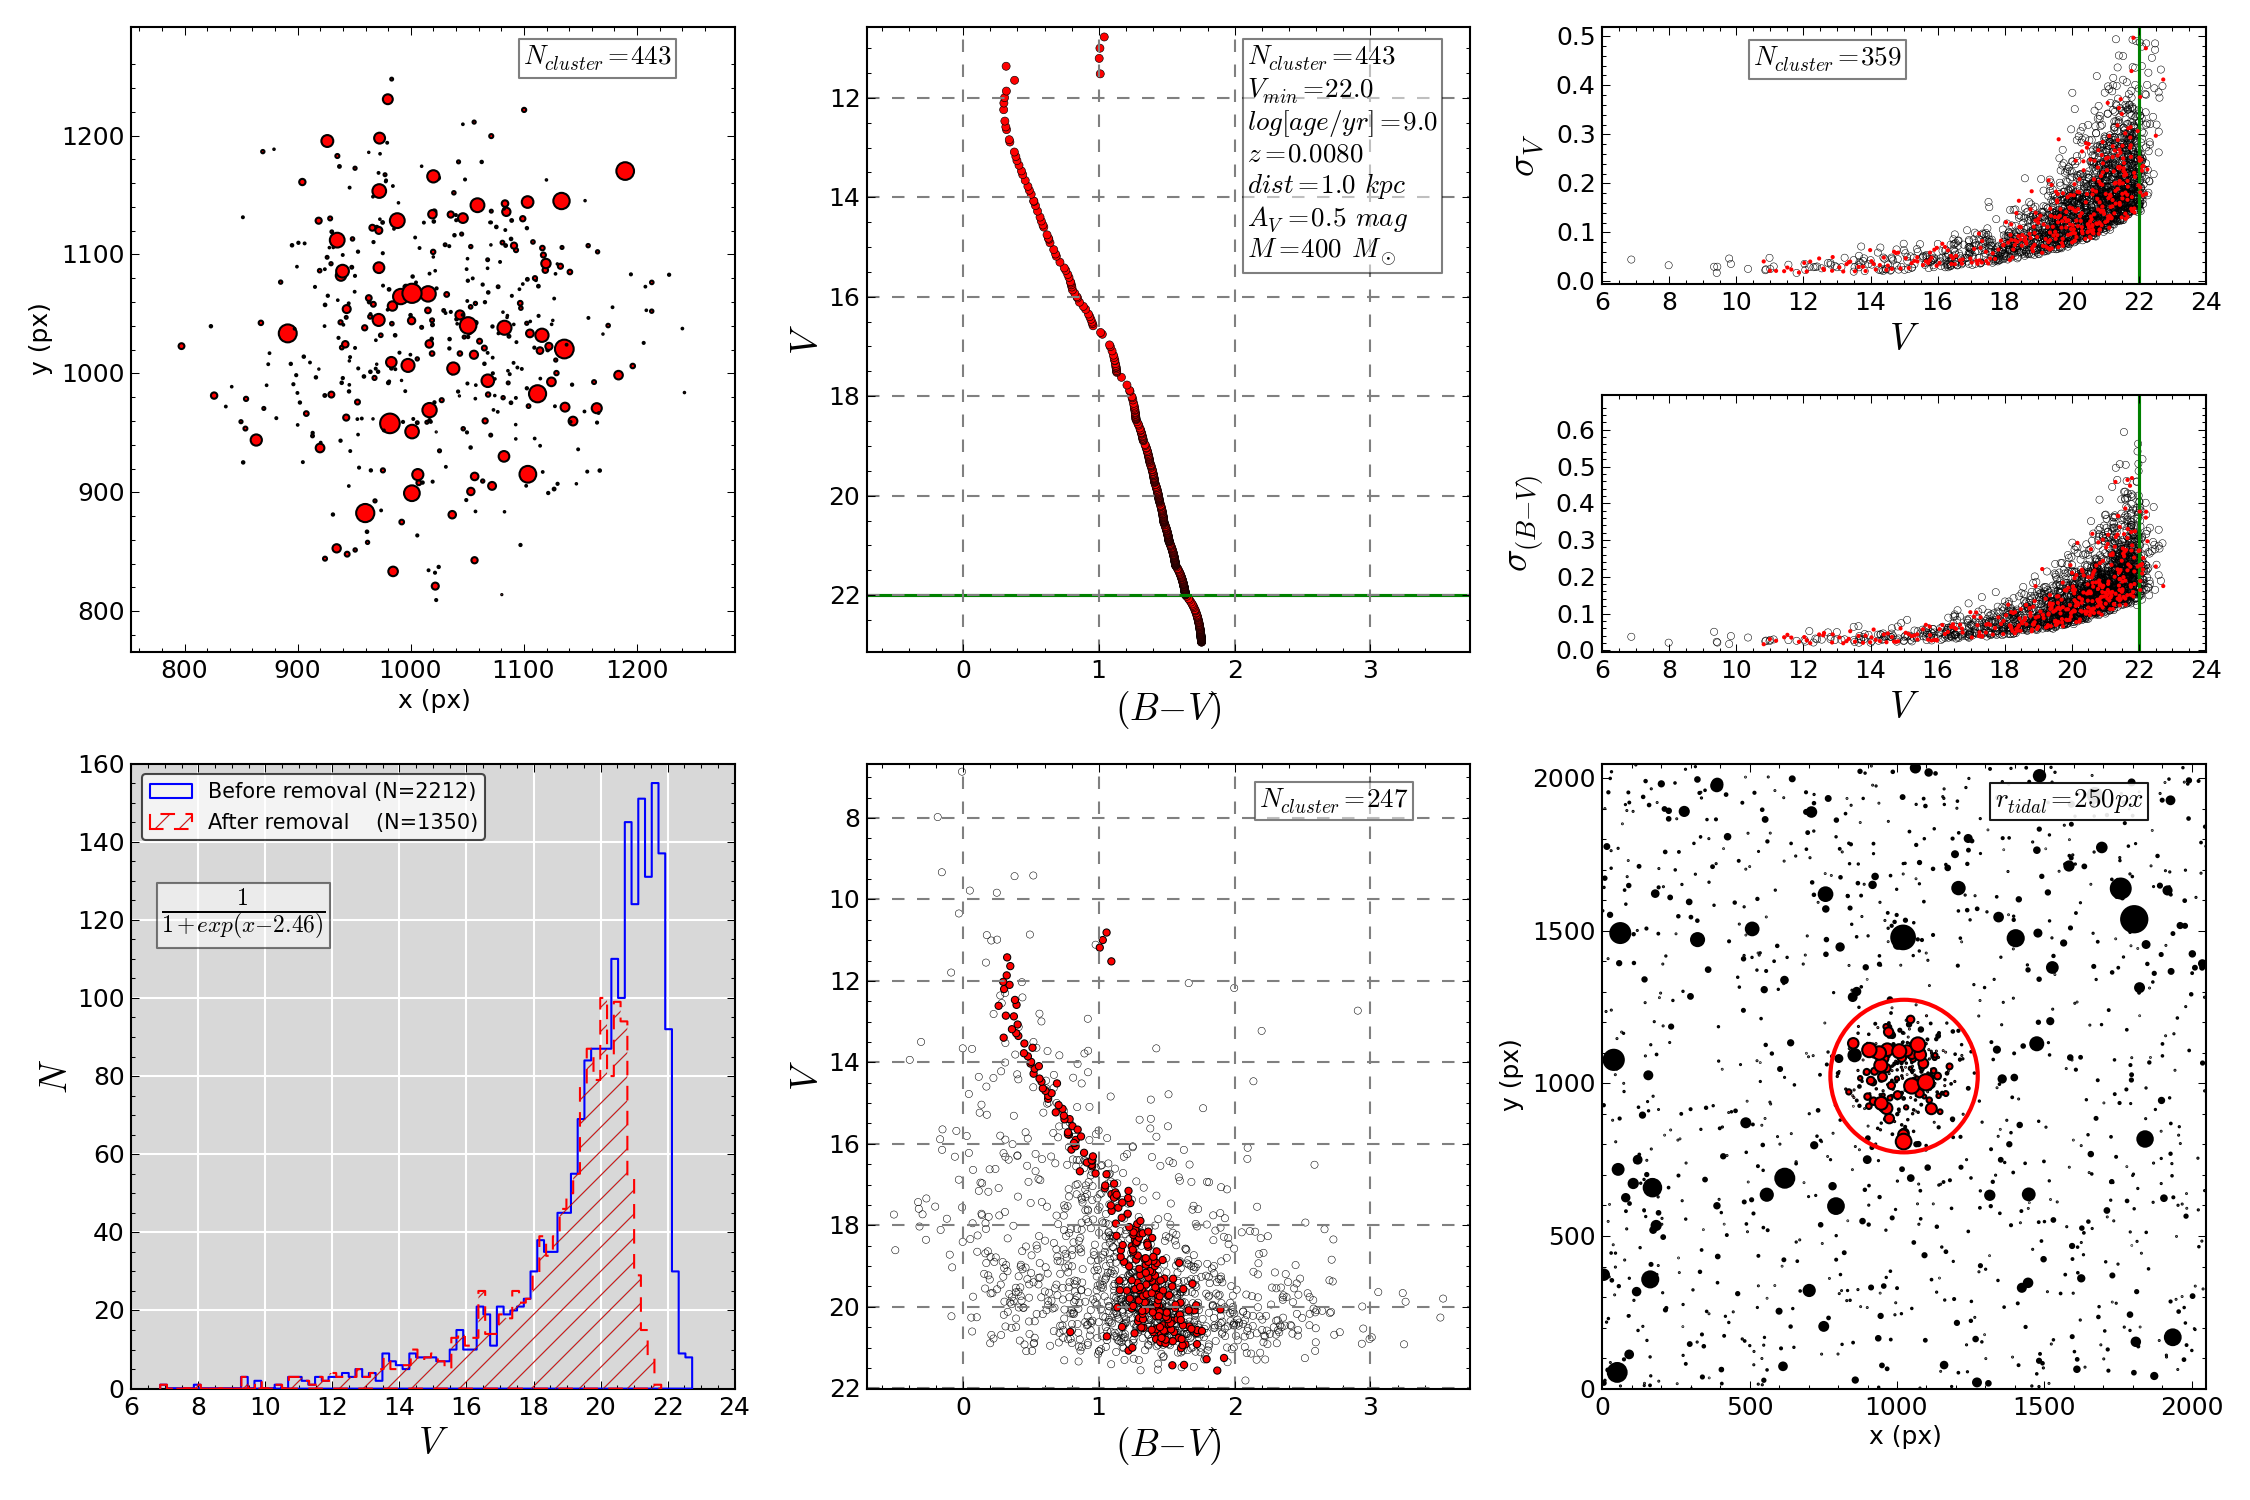 N_cluster=443
1200
1100
1000
900
800
y (px)
800 900 1000 1100 1200
x (px)
N_cluster=443
V_min=22.0
log[age/yr]=9.0
z=0.0080
dist=1.0 kpc
A_V=0.5 mag
M=400 M_⊙
12
14
16
18
20
22
V
0 1 2 3
(B−V)
N_cluster=359
0.5
0.4
0.3
0.2
0.1
0.0
σ_V
6 8 10 12 14 16 18 20 22 24
V
0.6
0.5
0.4
0.3
0.2
0.1
0.0
σ_(B−V)
6 8 10 12 14 16 18 20 22 24
V
Before removal (N=2212)
After removal (N=1350)
1
1+exp(x−2.46)
160
140
120
100
80
60
40
20
0
N
6 8 10 12 14 16 18 20 22 24
V
N_cluster=247
8
10
12
14
16
18
20
22
V
0 1 2 3
(B−V)
r_tidal=250px
2000
1500
1000
500
0
y (px)
0 500 1000 1500 2000
x (px)